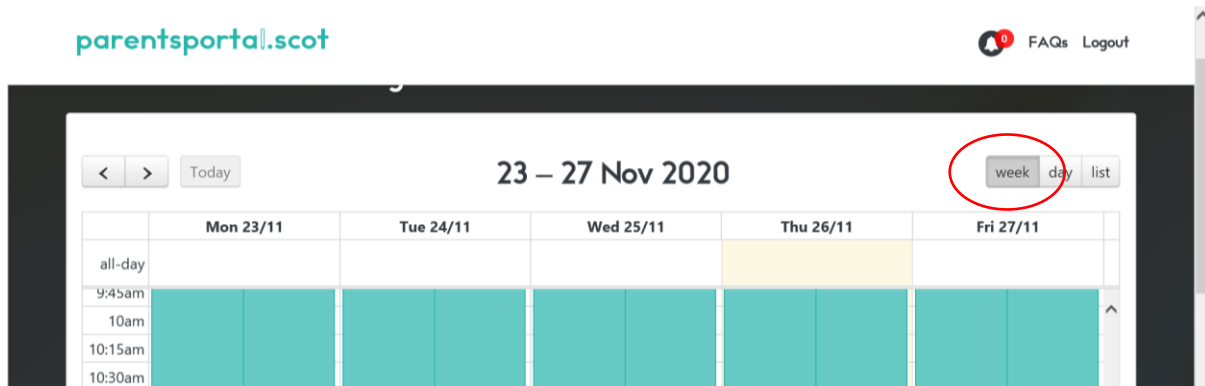 parentsportal.scot
0 FAQs Logout
Today 23 – 27 Nov 2020 week day list
Mon 23/11 Tue 24/11 Wed 25/11 Thu 26/11 Fri 27/11
all-day
9:45am
10am
10:15am
10:30am